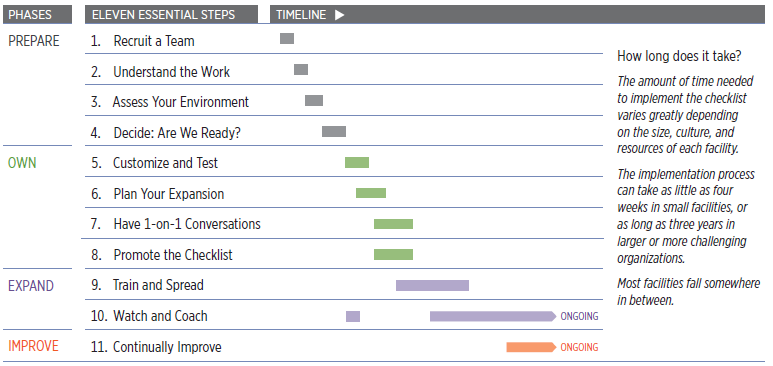 PHASES ELEVEN ESSENTIAL STEPS TIMELINE
PREPARE 1. Recruit a Team
2. Understand the Work
3. Assess Your Environment
4. Decide: Are We Ready?
OWN 5. Customize and Test
6. Plan Your Expansion
7. Have 1-on-1 Conversations
8. Promote the Checklist
EXPAND 9. Train and Spread
10. Watch and Coach ONGOING
IMPROVE 11. Continually Improve ONGOING
How long does it take?
The amount of time needed
to implement the checklist
varies greatly depending
on the size, culture, and
resources of each facility.
The implementation process
can take as little as four
weeks in small facilities, or
as long as three years in
larger or more challenging
organizations.
Most facilities fall somewhere
in between.